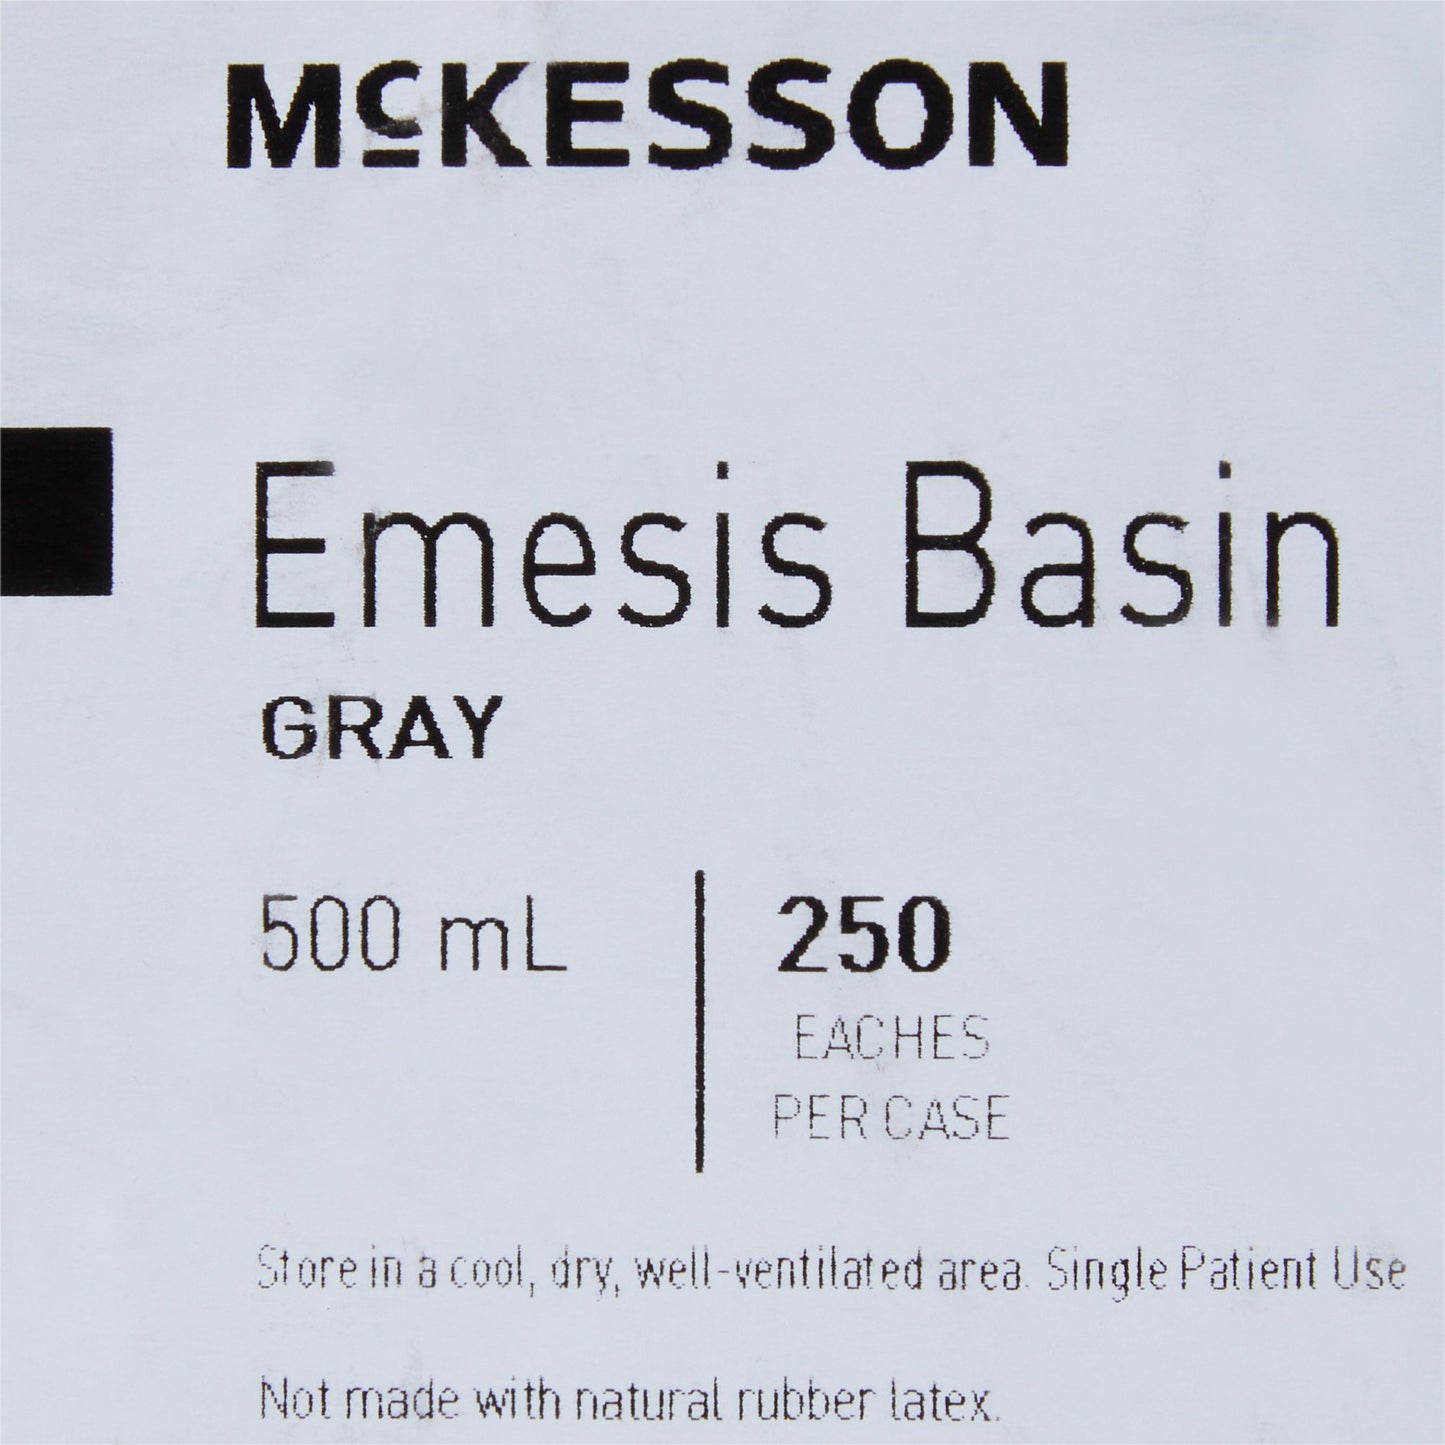 McKESSON
Emesis Basin
GRAY
500 mL
250
EACHES
PER CASE
Store in a cool, dry, well-ventilated area. Single Patient Use
Not made with natural rubber latex.